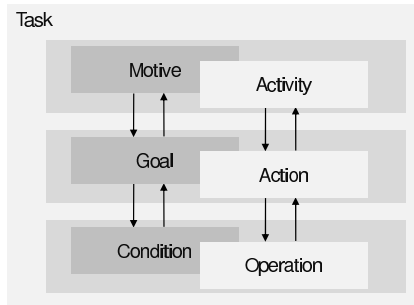 Task
Motive
Activity
Goal
Action
Condition
Operation